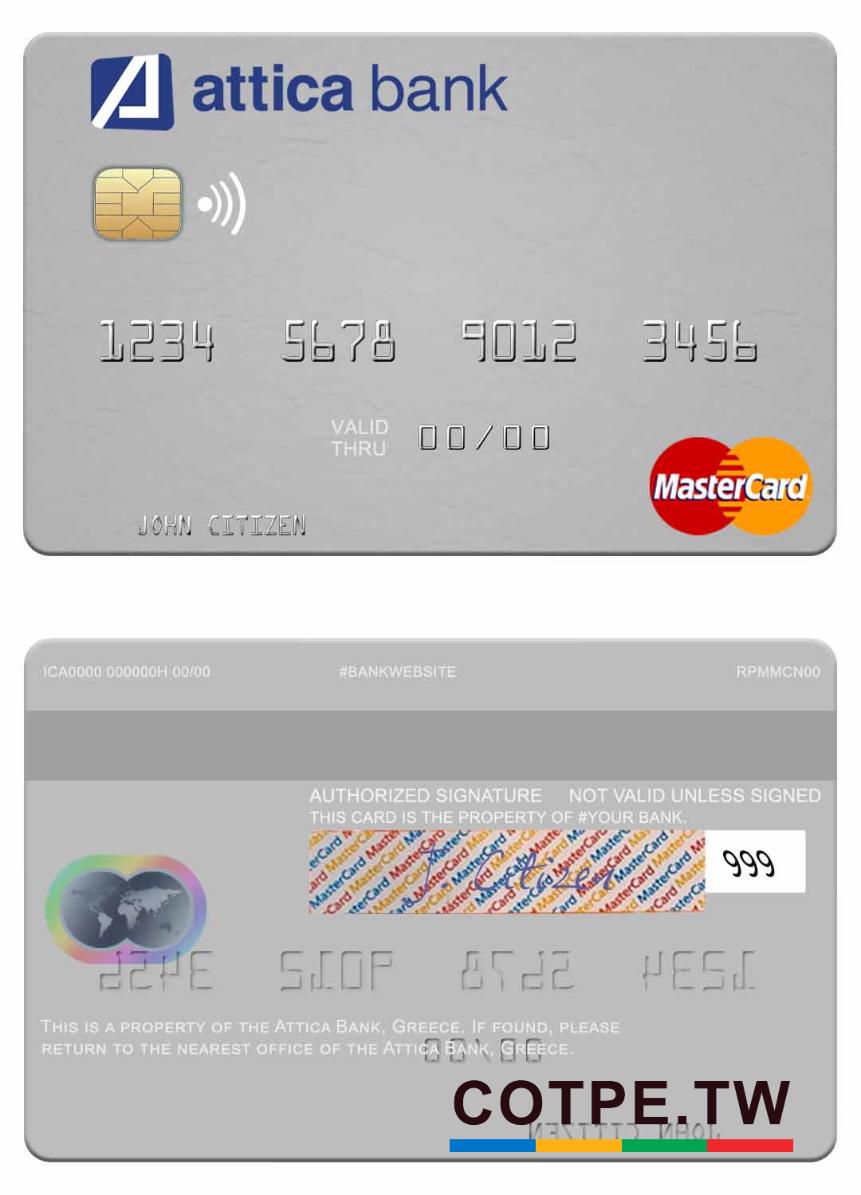 attica bank
1234 5678 9012 3456
VALID THRU 00/00
JOHN CITIZEN
MasterCard
ICA0000 000000H 00/00 #BANKWEBSITE RPMMCN00
AUTHORIZED SIGNATURE NOT VALID UNLESS SIGNED
THIS CARD IS THE PROPERTY OF #YOUR BANK.
J. Citizen
999
THIS IS A PROPERTY OF THE ATTICA BANK, GREECE. IF FOUND, PLEASE
RETURN TO THE NEAREST OFFICE OF THE ATTICA BANK, GREECE.
COTPE.TW